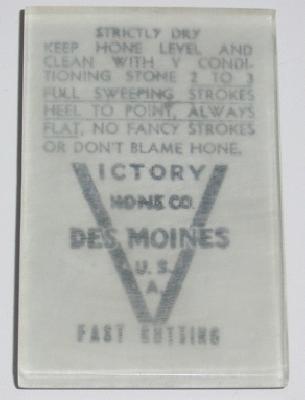 STRICTLY DRY
KEEP HONE LEVEL AND
CLEAN WITH V CONDI-
TIONING STONE 2 TO 3
FULL SWEEPING STROKES
HEEL TO POINT, ALWAYS
FLAT, NO FANCY STROKES
OR DON'T BLAME HONE.
VICTORY
HONE CO.
DES MOINES
U.S.
A.
FAST CUTTING